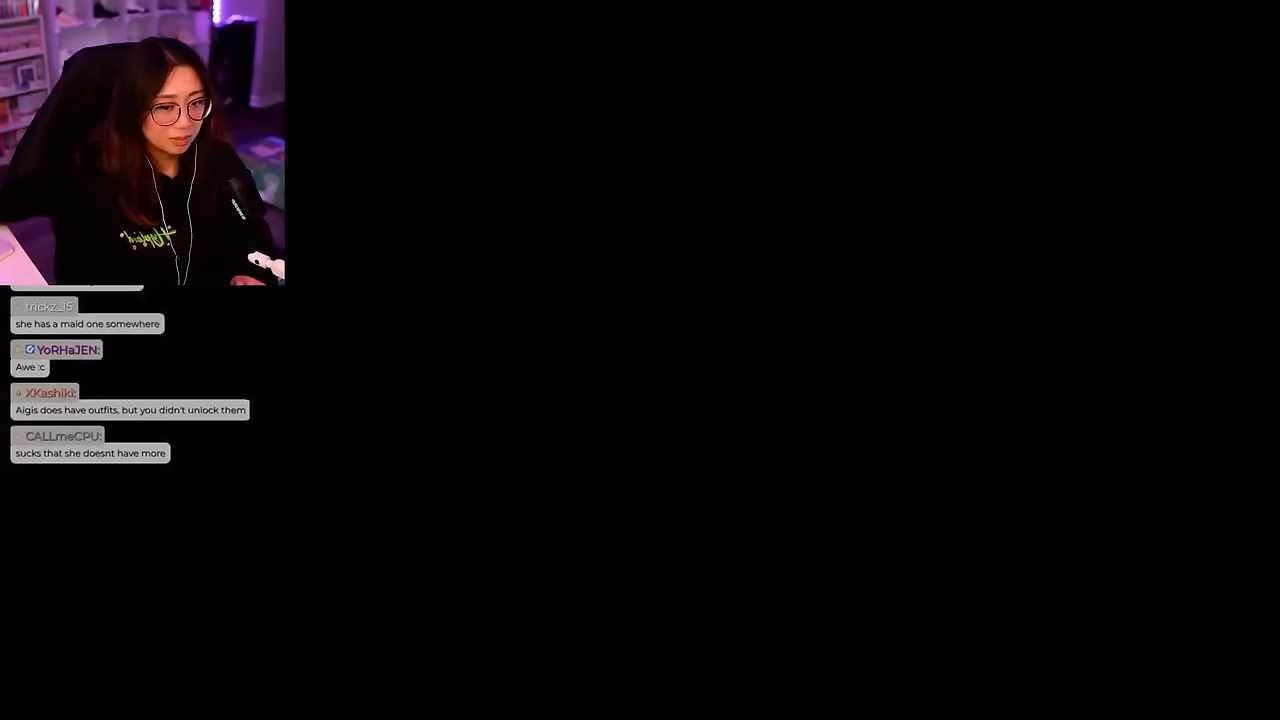 trickz_15:
she has a maid one somewhere
YoRHaJEN:
Awe :c
XKashiki:
Aigis does have outfits, but you didn't unlock them
CALLmeCPU:
sucks that she doesnt have more